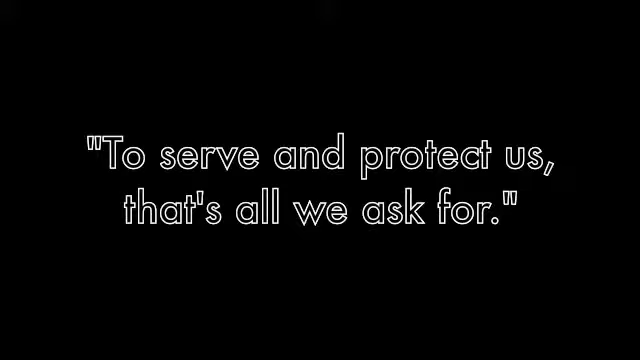 "To serve and protect us,
that's all we ask for."